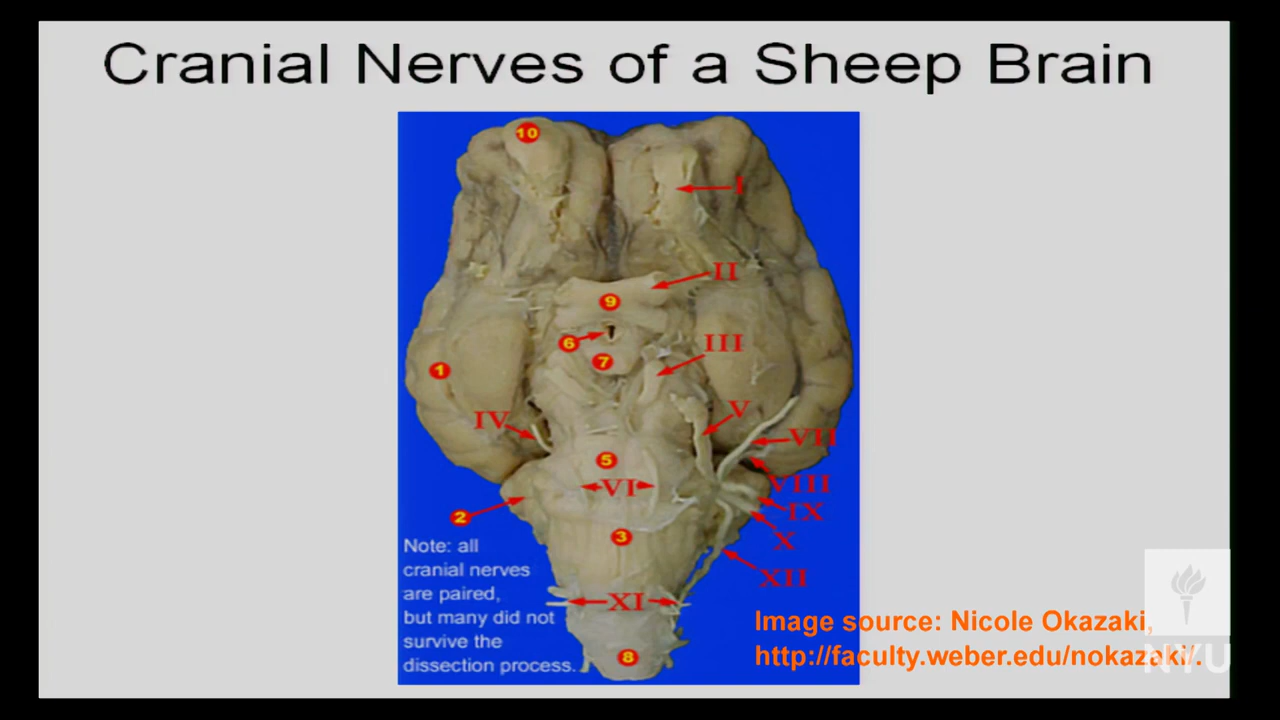 Cranial Nerves of a Sheep Brain
10
I
II
9
6
III
7
1
IV
V
VII
5
VI
VIII
2
IX
3
X
XII
XI
8
Note: all
cranial nerves
are paired,
but many did not
survive the
dissection process.
Image source: Nicole Okazaki,
http://faculty.weber.edu/nokazaki/.
NYU